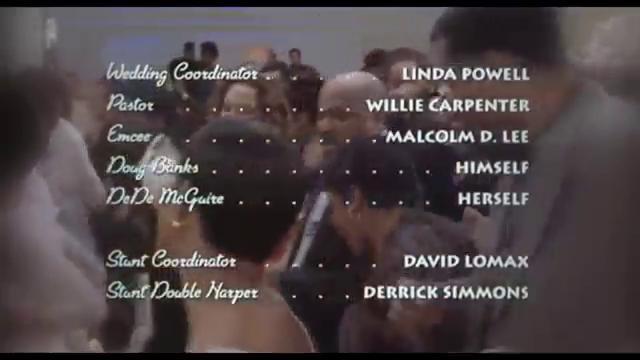 Wedding Coordinator . . . . LINDA POWELL
Pastor . . . . . . . . WILLIE CARPENTER
Emcee . . . . . . . . MALCOLM D. LEE
Doug Banks . . . . . . . . . . HIMSELF
DeDe McGuire . . . . . . . . . HERSELF
Stunt Coordinator . . . . . . DAVID LOMAX
Stunt Double Harper . . . DERRICK SIMMONS